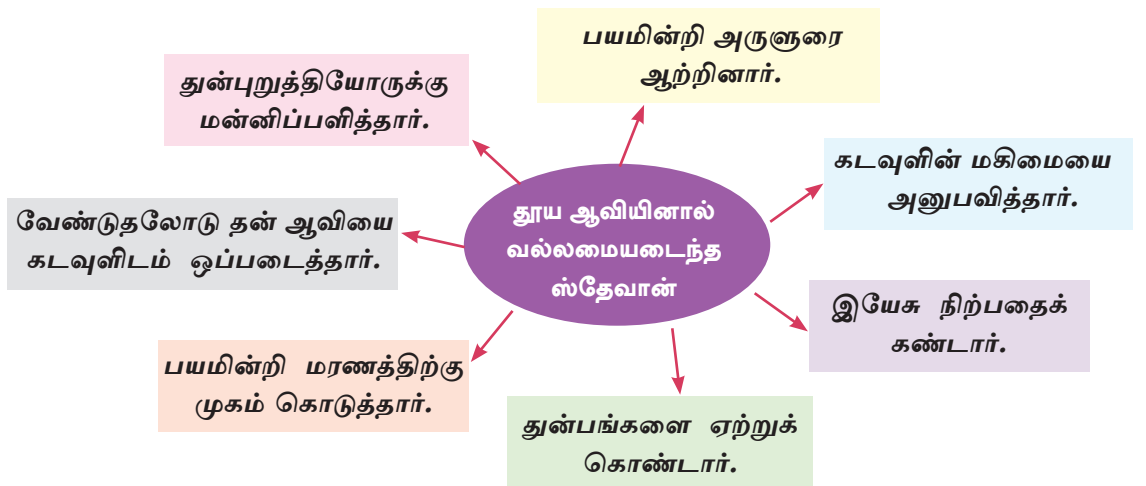 பயமின்றி அருளுரை
ஆற்றினார்.
துன்புறுத்தியோருக்கு
மன்னிப்பளித்தார்.
கடவுளின் மகிமையை
அனுபவித்தார்.
வேண்டுதலோடு தன் ஆவியை
கடவுளிடம் ஒப்படைத்தார்.
தூய ஆவியினால்
வல்லமையடைந்த
ஸ்தேவான்
இயேசு நிற்பதைக்
கண்டார்.
பயமின்றி மரணத்திற்கு
முகம் கொடுத்தார்.
துன்பங்களை ஏற்றுக்
கொண்டார்.